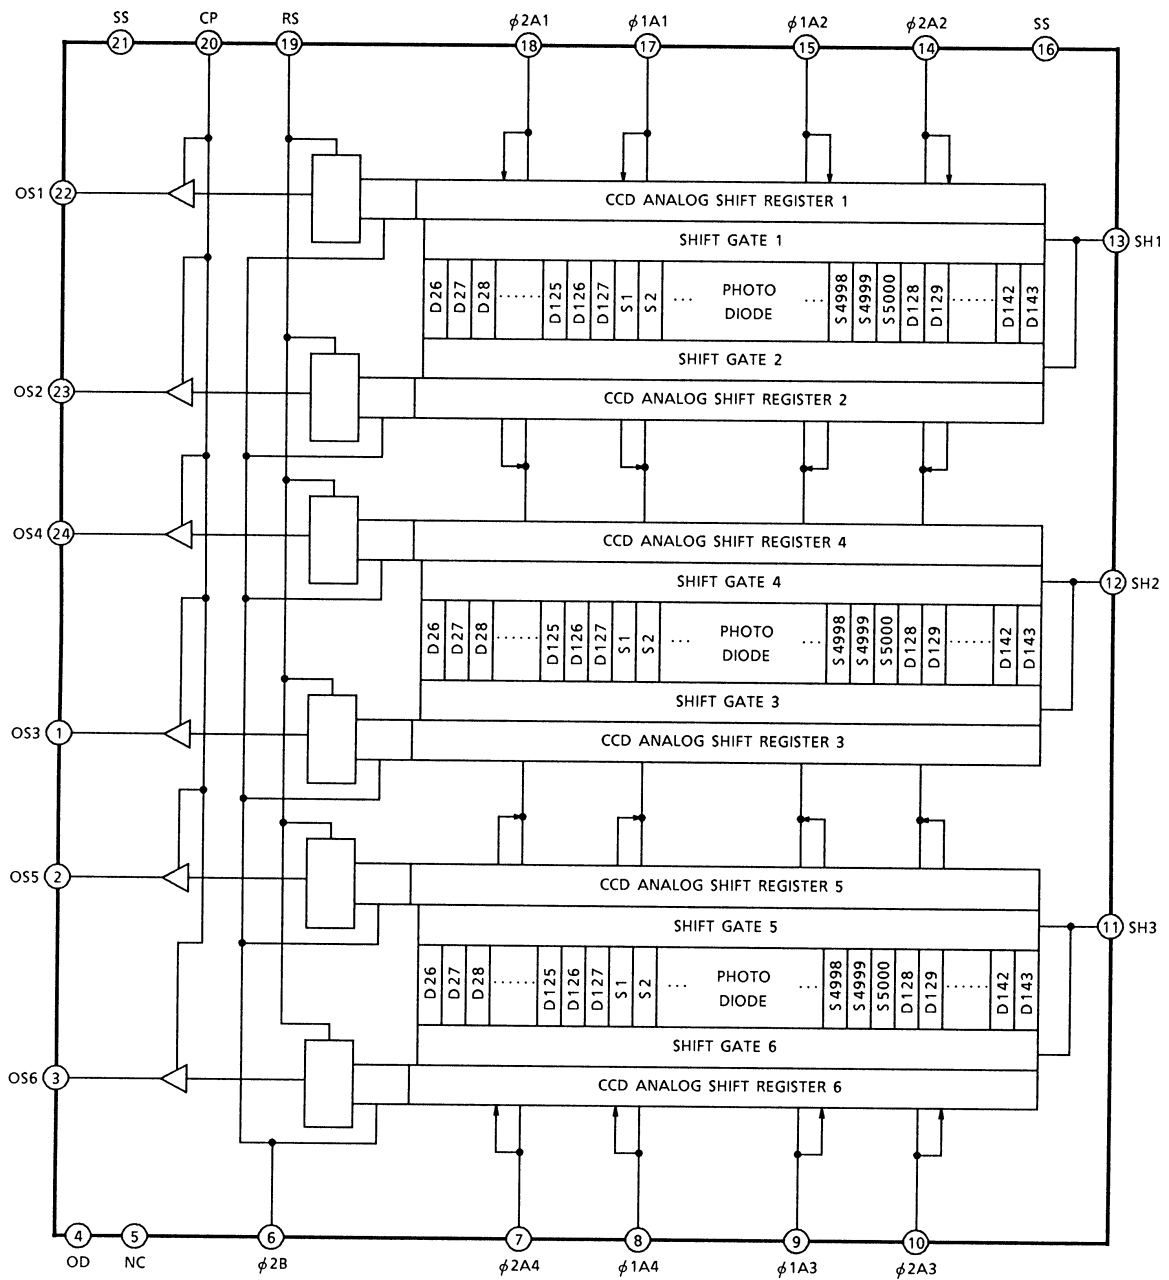 SS CP RS ϕ2A1 ϕ1A1 ϕ1A2 ϕ2A2 SS
21 20 19 18 17 15 14 16
OS1 22
CCD ANALOG SHIFT REGISTER 1
SHIFT GATE 1
13 SH1
D26 D27 D28 ...... D125 D126 D127 S1 S2 ... PHOTO DIODE ... S4998 S4999 S5000 D128 D129 ...... D142 D143
SHIFT GATE 2
OS2 23
CCD ANALOG SHIFT REGISTER 2
OS4 24
CCD ANALOG SHIFT REGISTER 4
SHIFT GATE 4
12 SH2
D26 D27 D28 ...... D125 D126 D127 S1 S2 ... PHOTO DIODE ... S4998 S4999 S5000 D128 D129 ...... D142 D143
SHIFT GATE 3
OS3 1
CCD ANALOG SHIFT REGISTER 3
OS5 2
CCD ANALOG SHIFT REGISTER 5
SHIFT GATE 5
11 SH3
D26 D27 D28 ...... D125 D126 D127 S1 S2 ... PHOTO DIODE ... S4998 S4999 S5000 D128 D129 ...... D142 D143
SHIFT GATE 6
OS6 3
CCD ANALOG SHIFT REGISTER 6
4 5 6 7 8 9 10
OD NC ϕ2B ϕ2A4 ϕ1A4 ϕ1A3 ϕ2A3